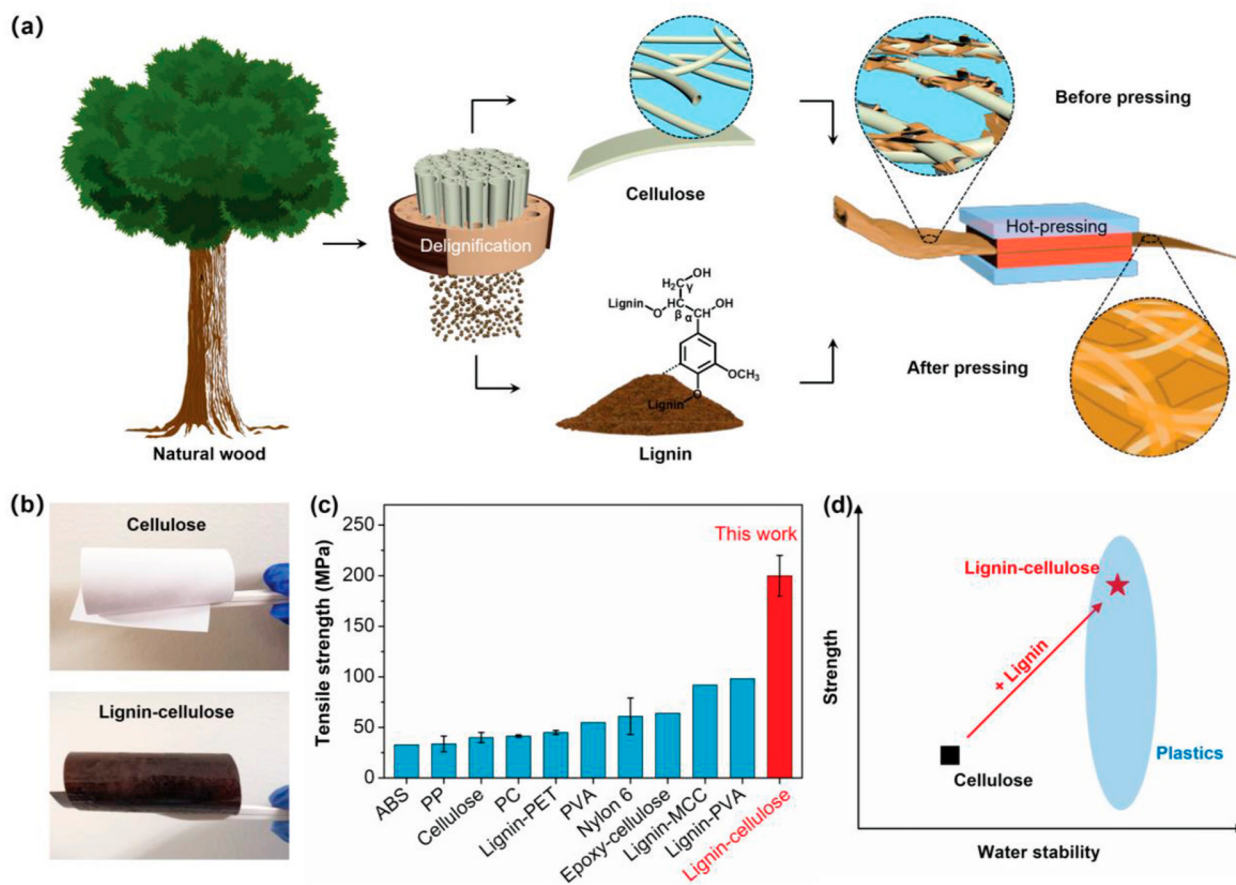 (a)
Before pressing
Cellulose
Hot-pressing
Delignification
OH
H2C
γ
Lignin
HC
OH
O
β
α
CH
OCH3
O
Lignin
After pressing
Natural wood
Lignin
(b)
Cellulose
Lignin-cellulose
(c)
Tensile strength (MPa)
250
200
150
100
50
0
This work
ABS
PP
Cellulose
PC
Lignin-PET
PVA
Nylon 6
Epoxy-cellulose
Lignin-MCC
Lignin-PVA
Lignin-cellulose
(d)
Strength
Lignin-cellulose
+ Lignin
Plastics
Cellulose
Water stability